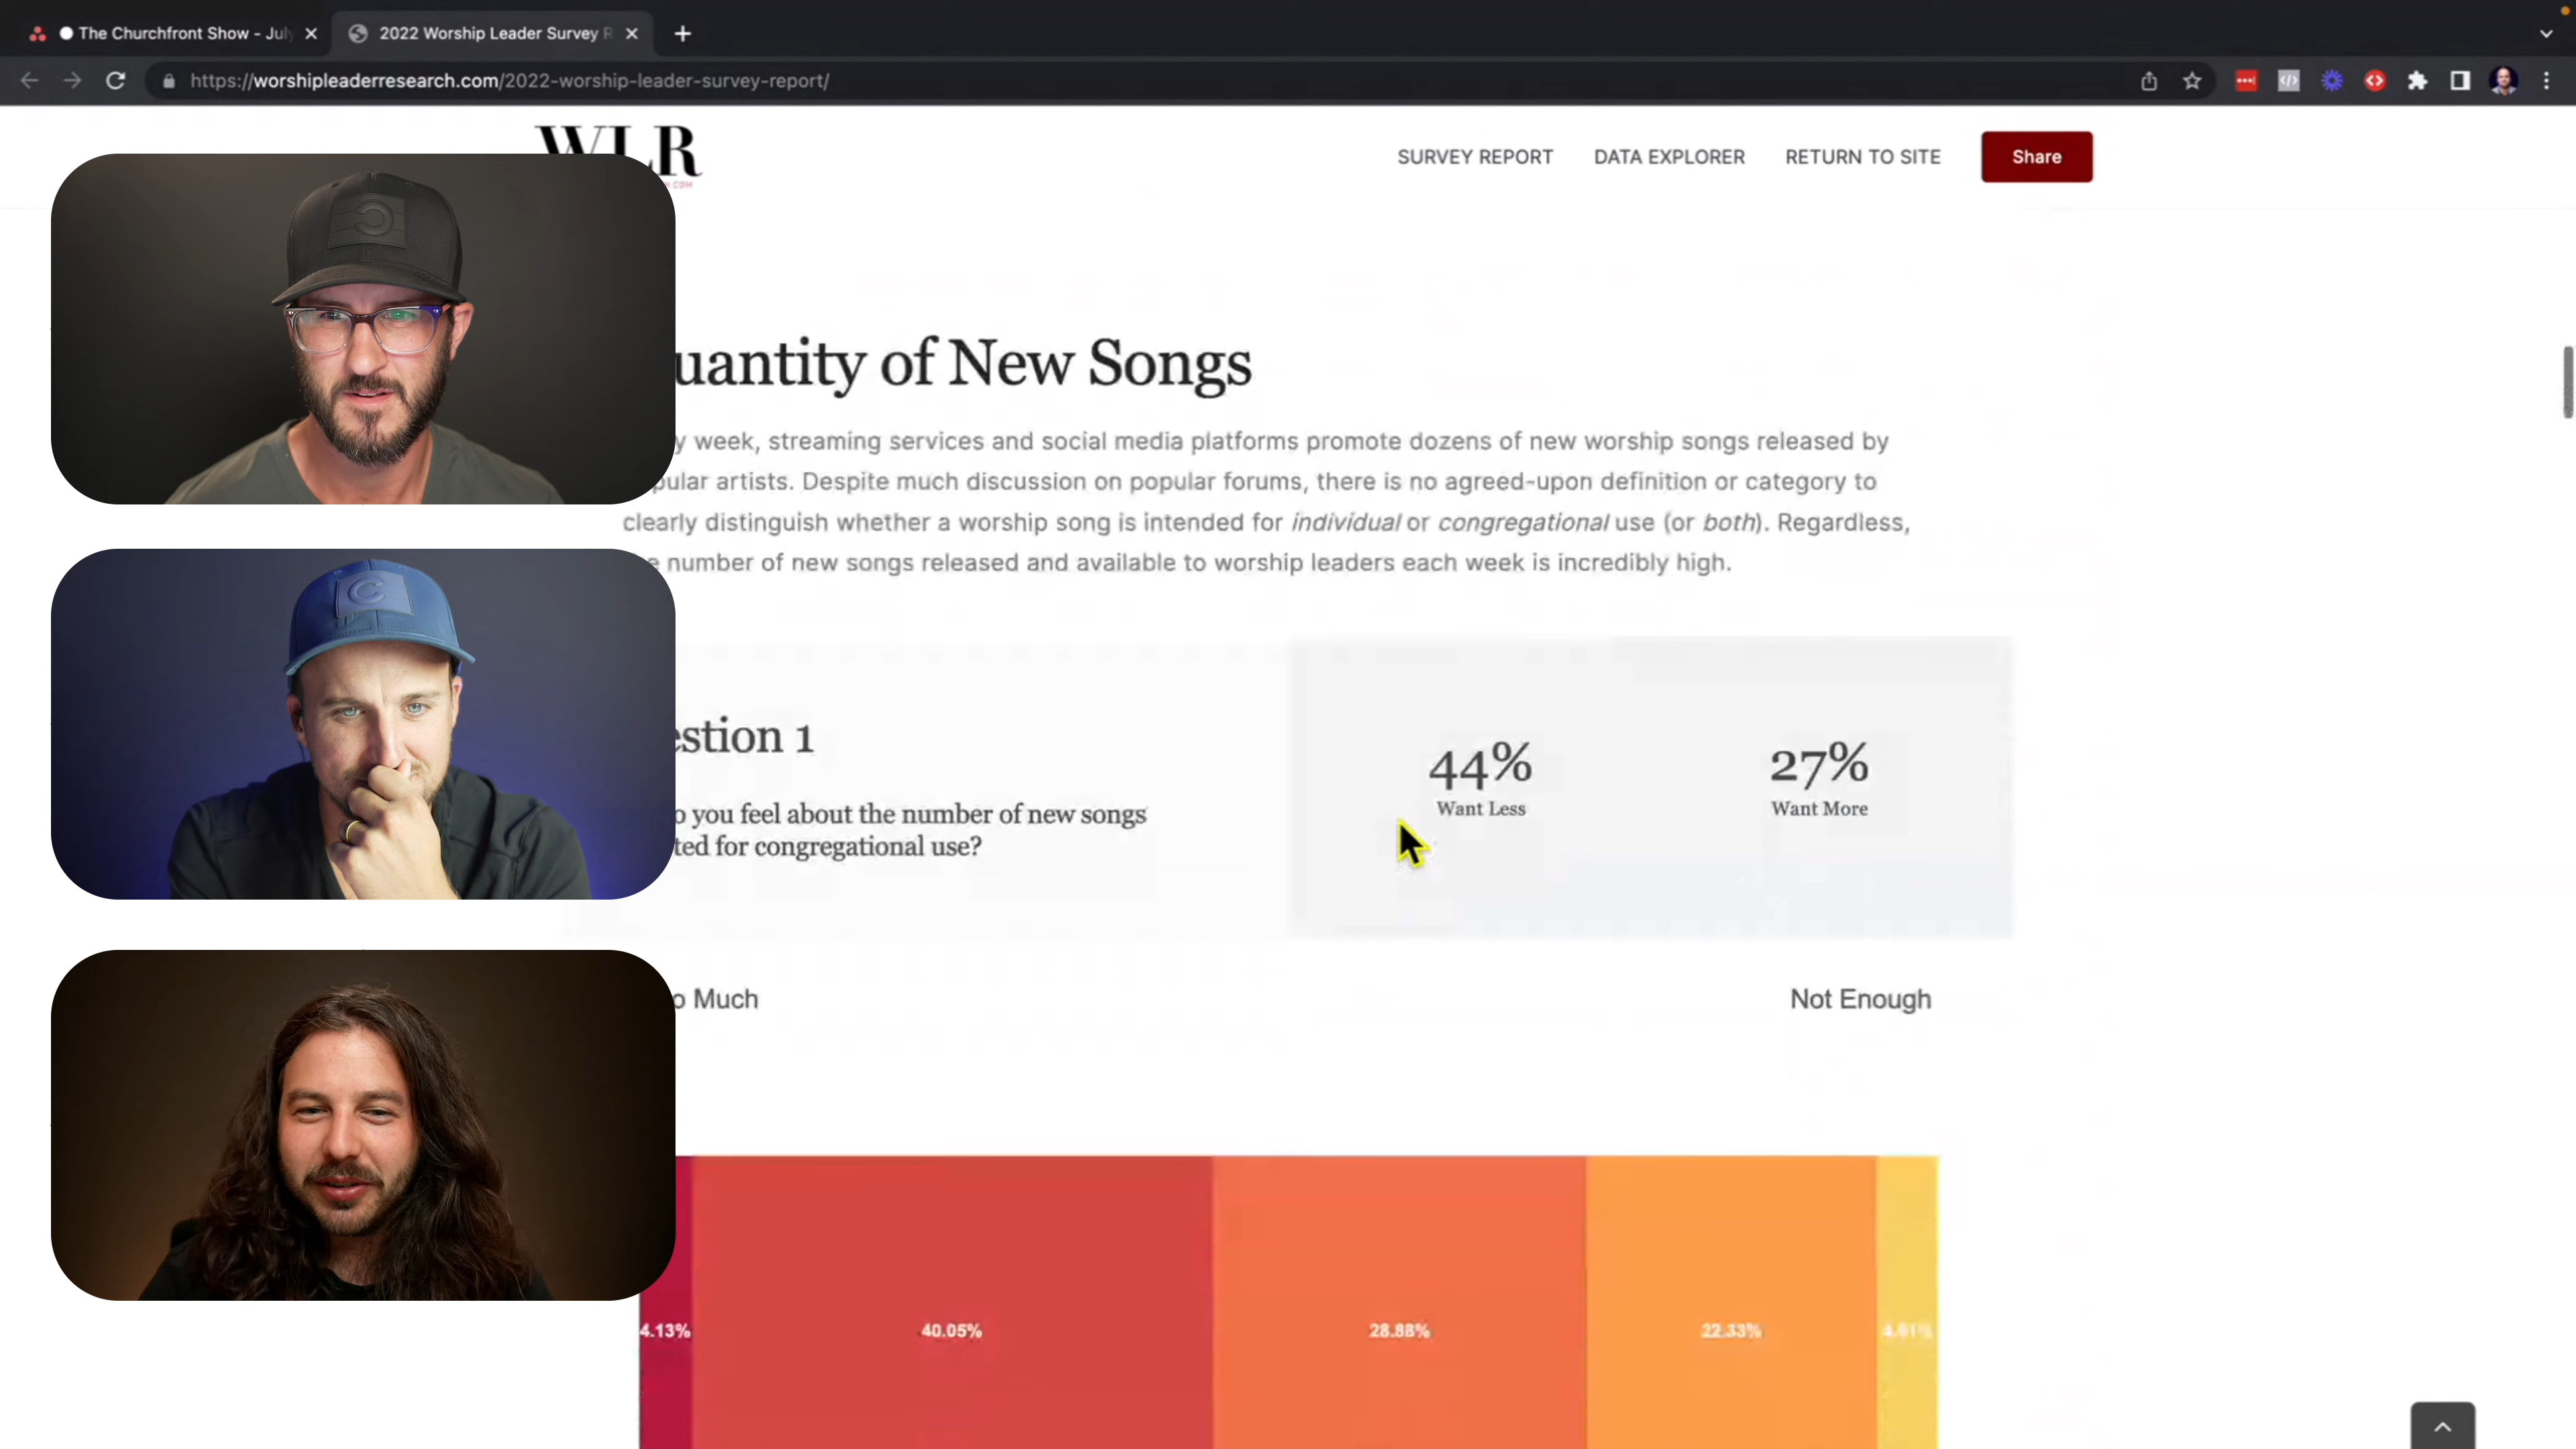 The Churchfront Show - July
2022 Worship Leader Survey R
https://worshipleaderresearch.com/2022-worship-leader-survey-report/
WLR
.COM
SURVEY REPORT
DATA EXPLORER
RETURN TO SITE
Share
uantity of New Songs
y week, streaming services and social media platforms promote dozens of new worship songs released by
pular artists. Despite much discussion on popular forums, there is no agreed-upon definition or category to
clearly distinguish whether a worship song is intended for individual or congregational use (or both). Regardless,
e number of new songs released and available to worship leaders each week is incredibly high.
estion 1
44%
27%
Want Less
Want More
o you feel about the number of new songs
ted for congregational use?
o Much
Not Enough
4.13%
40.05%
28.88%
22.33%
4.61%